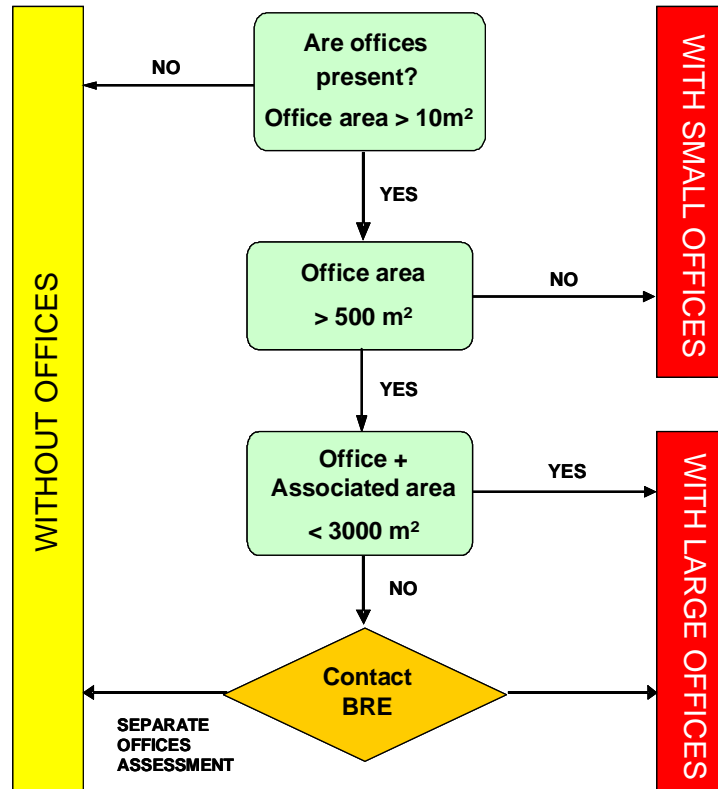 Are offices
present?
Office area > 10m²
NO
YES
WITH SMALL OFFICES
Office area
> 500 m²
NO
YES
WITHOUT OFFICES
Office +
Associated area
< 3000 m²
YES
NO
WITH LARGE OFFICES
Contact
BRE
SEPARATE
OFFICES
ASSESSMENT